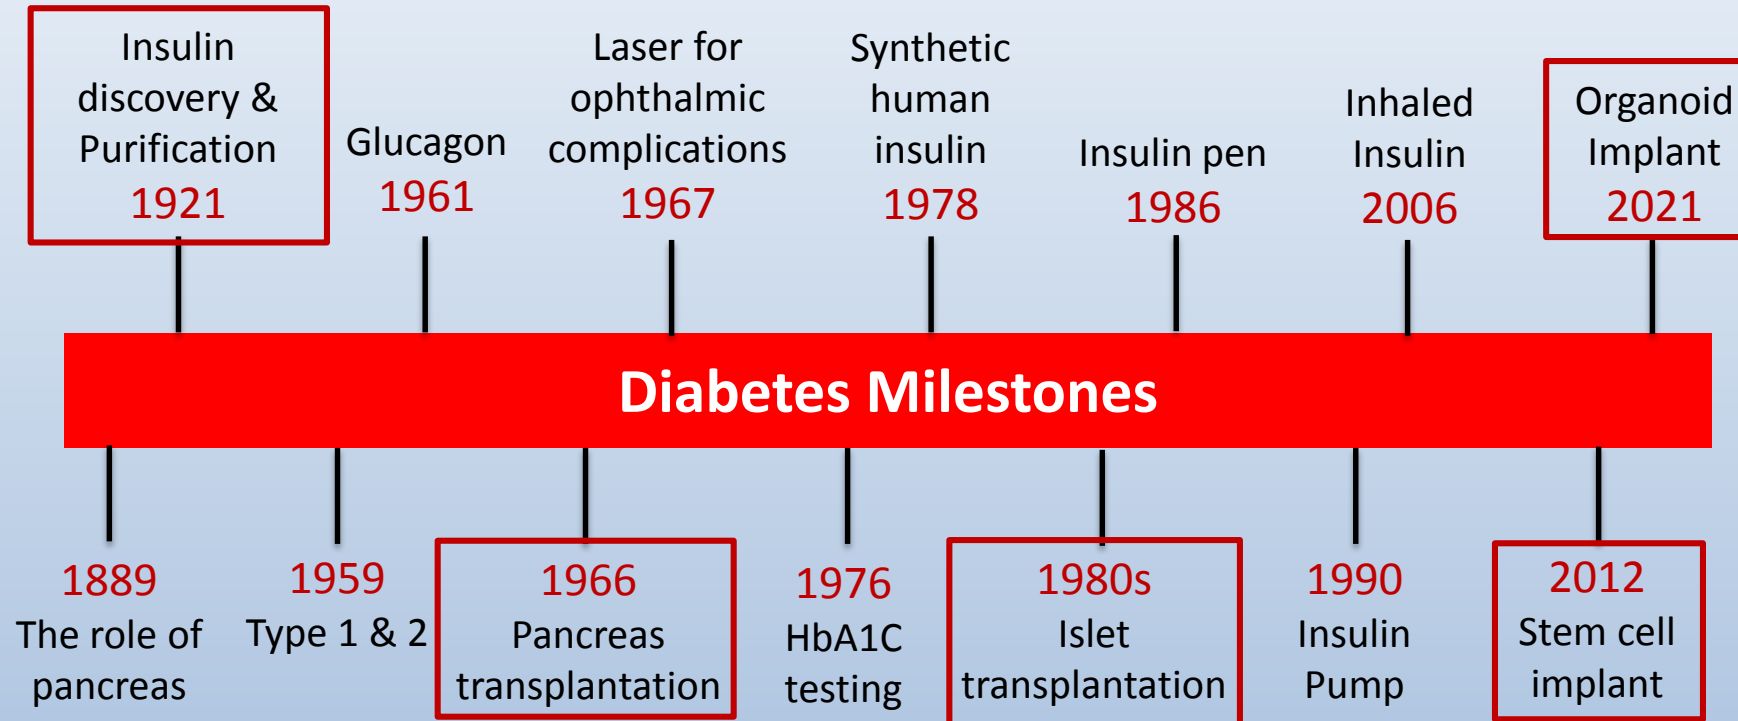 Insulin
discovery &
Purification
1921
Glucagon
1961
Laser for
ophthalmic
complications
1967
Synthetic
human
insulin
1978
Insulin pen
1986
Inhaled
Insulin
2006
Organoid
Implant
2021
Diabetes Milestones
1889
The role of
pancreas
1959
Type 1 & 2
1966
Pancreas
transplantation
1976
HbA1C
testing
1980s
Islet
transplantation
1990
Insulin
Pump
2012
Stem cell
implant